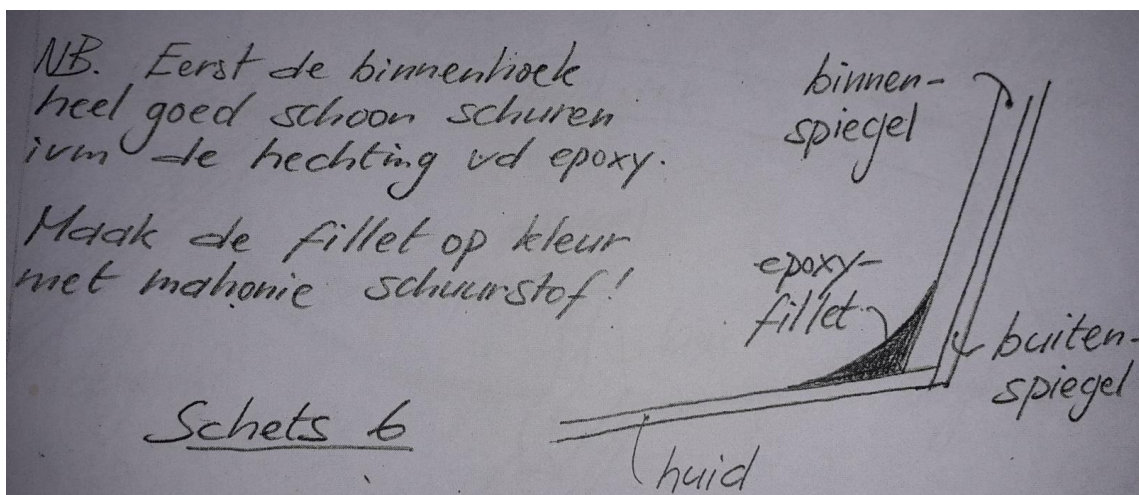 NB. Eerst de binnenhoek
heel goed schoon schuren
ivm de hechting vd epoxy.
Maak de fillet op kleur
met mahonie schuurstof!
Schets 6
binnen-
spiegel
epoxy-
fillet
buiten-
spiegel
huid